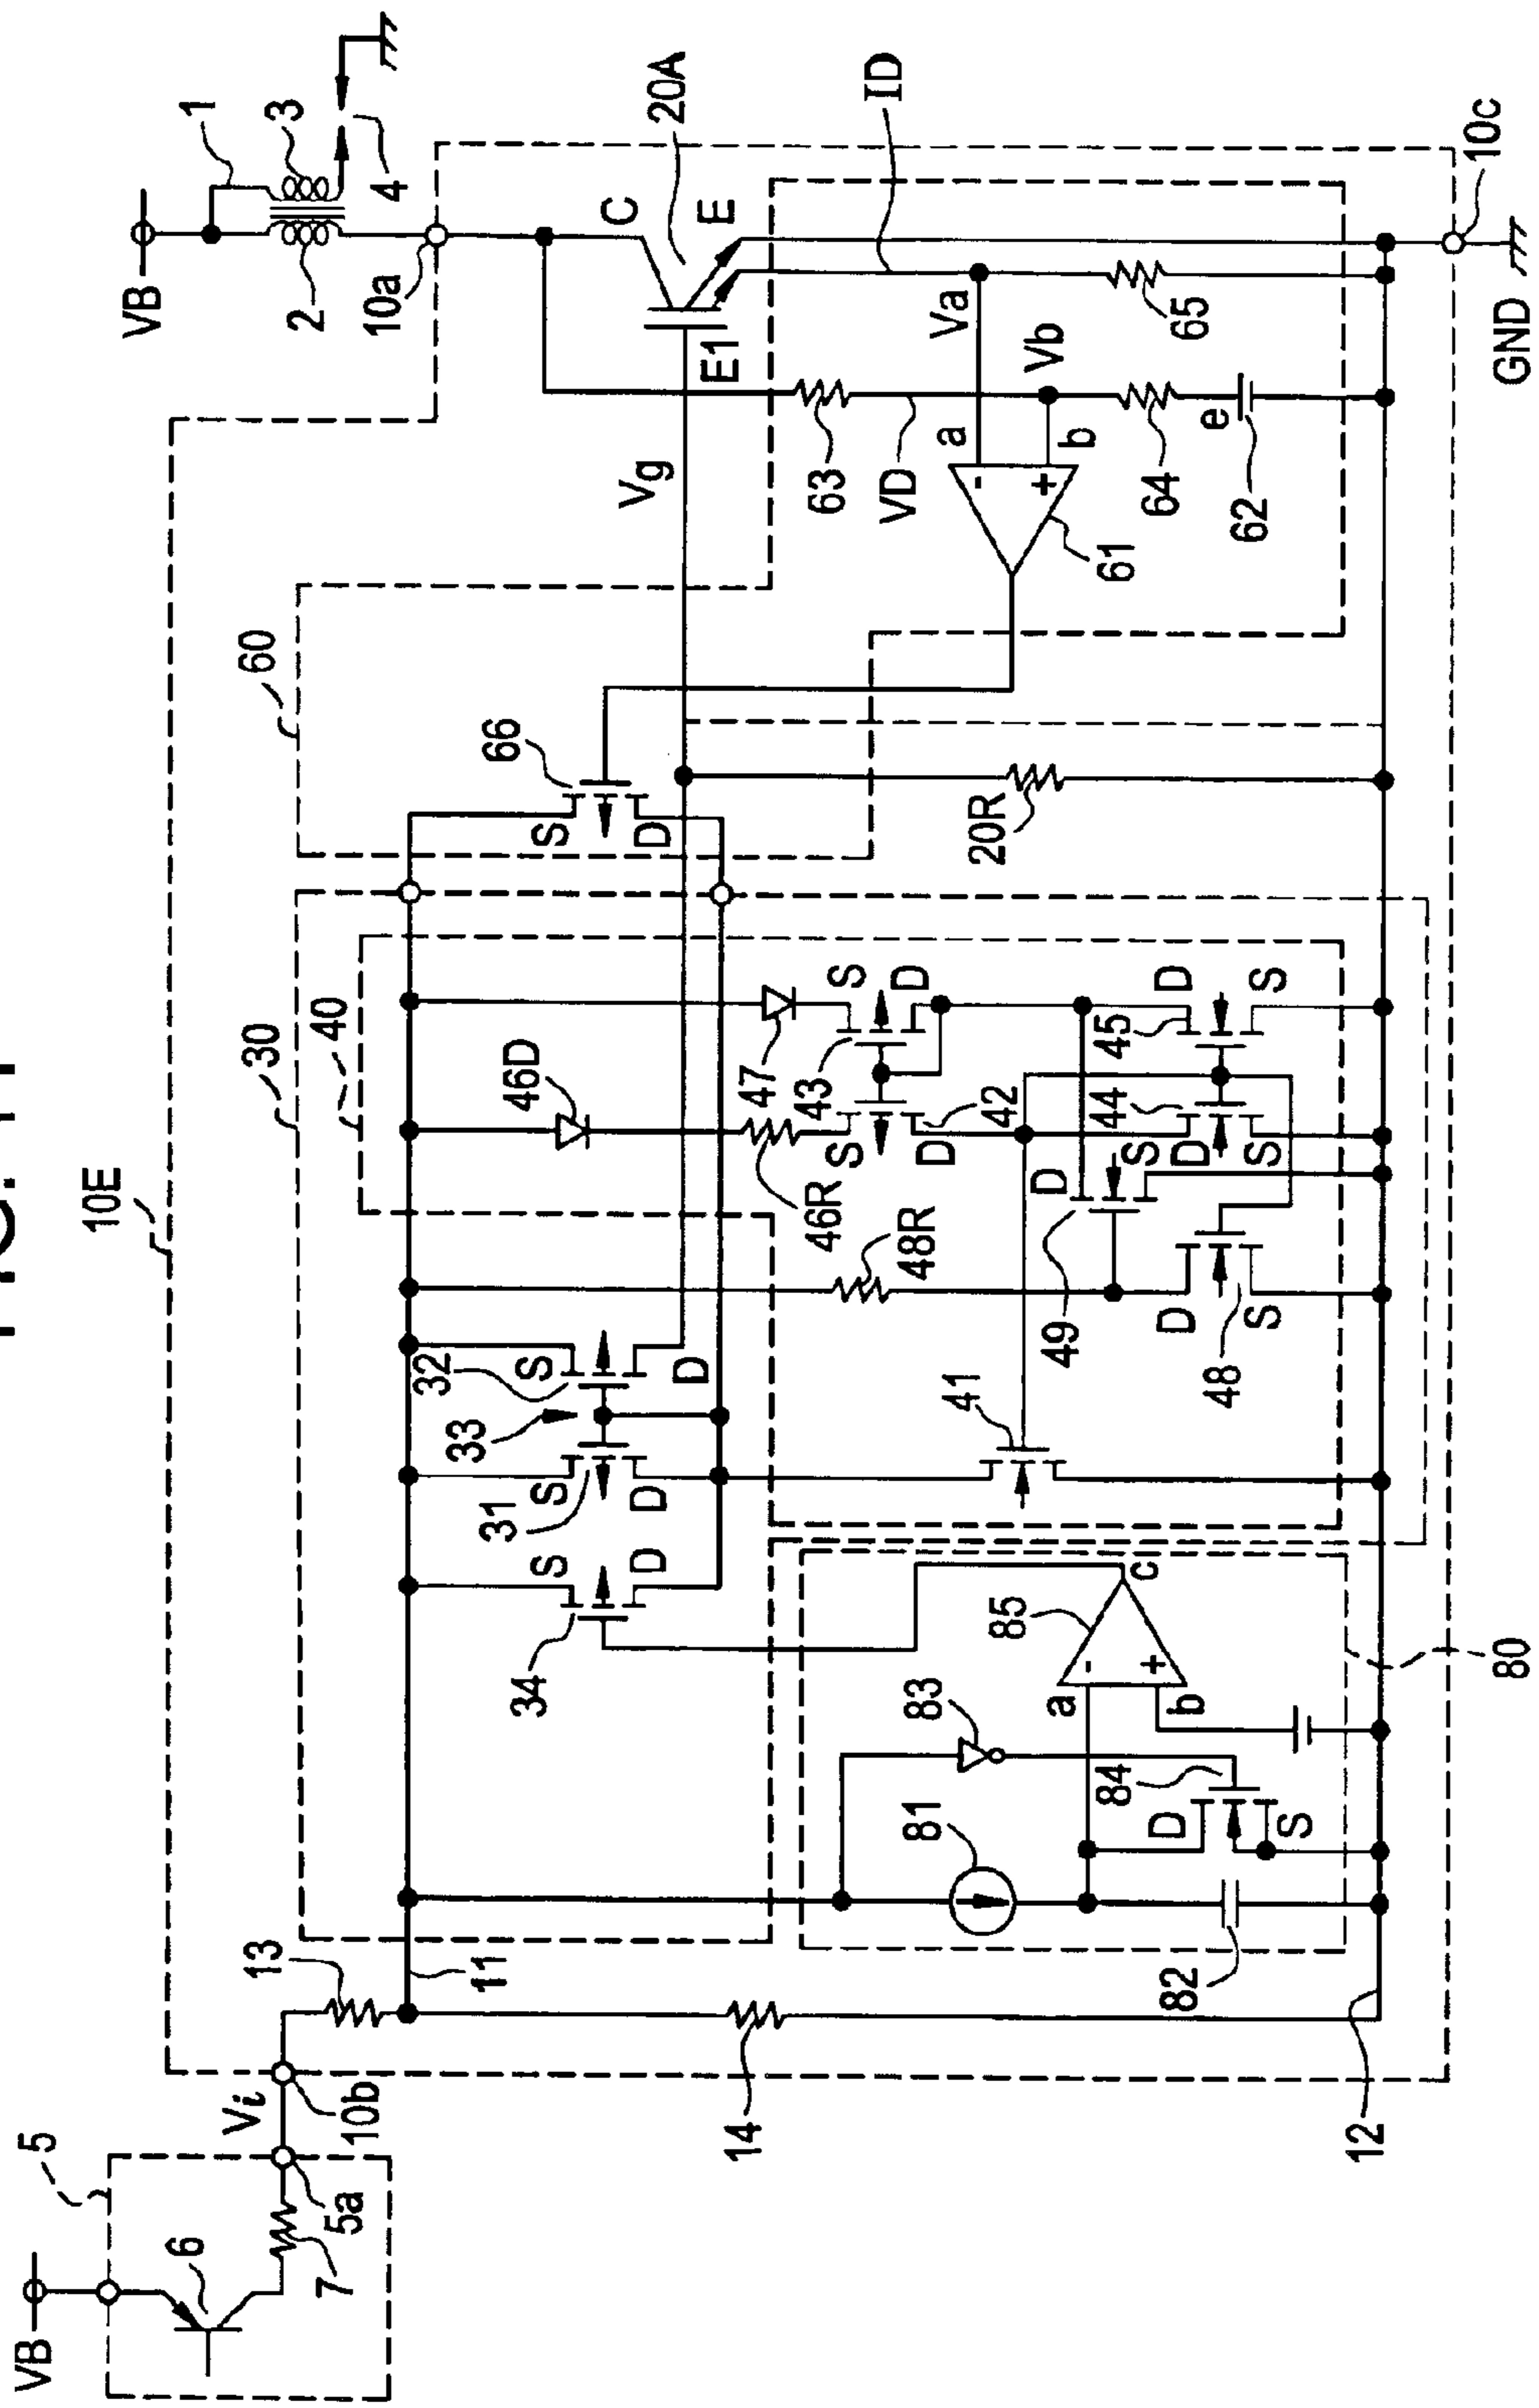 VB
5
6
7
5a
Vi
10b
13
11
14
12
10E
30
40
60
34
S
D
31
S
D
33
32
S
D
66
S
D
Vg
VB
1
2
3
4
10a
C
E
E1
20A
ID
Va
Vb
VD
63
64
65
62
e
a
b
-
+
61
20R
46D
46R
47
43
S
D
S
D
42
48R
49
D
S
D
44
S
45
D
S
48
D
S
41
81
82
83
84
D
S
85
a
b
c
-
+
80
10c
GND